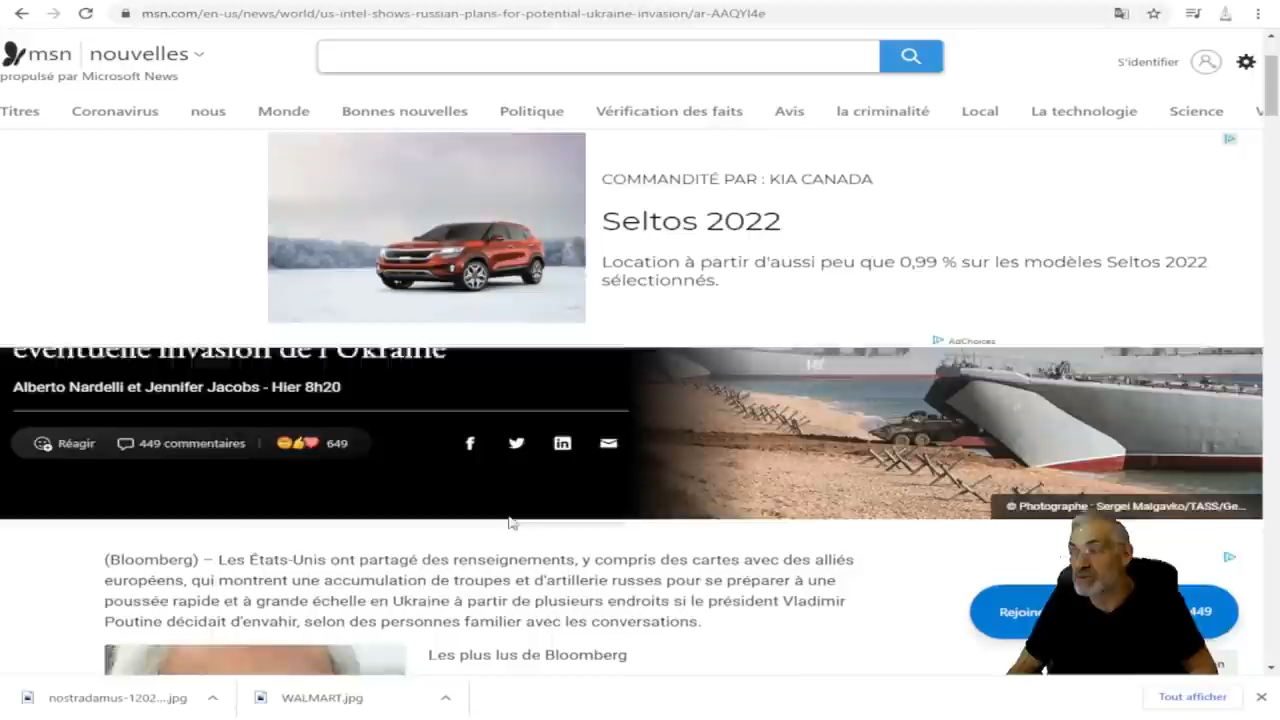 msn.com/en-us/news/world/us-intel-shows-russian-plans-for-potential-ukraine-invasion/ar-AAQYI4e
msn nouvelles
propulsé par Microsoft News
S'identifier
Titres Coronavirus nous Monde Bonnes nouvelles Politique Vérification des faits Avis la criminalité Local La technologie Science
COMMANDITÉ PAR : KIA CANADA
Seltos 2022
Location à partir d'aussi peu que 0,99 % sur les modèles Seltos 2022
sélectionnés.
AdChoices
éventuelle invasion de l'Ukraine
Alberto Nardelli et Jennifer Jacobs - Hier 8h20
Réagir 449 commentaires 649
© Photographe : Sergei Malgavko/TASS/Ge...
(Bloomberg) – Les États-Unis ont partagé des renseignements, y compris des cartes avec des alliés
européens, qui montrent une accumulation de troupes et d'artillerie russes pour se préparer à une
poussée rapide et à grande échelle en Ukraine à partir de plusieurs endroits si le président Vladimir
Poutine décidait d'envahir, selon des personnes familier avec les conversations.
Les plus lus de Bloomberg
449
nostradamus-1202....jpg
WALMART.jpg
Tout afficher